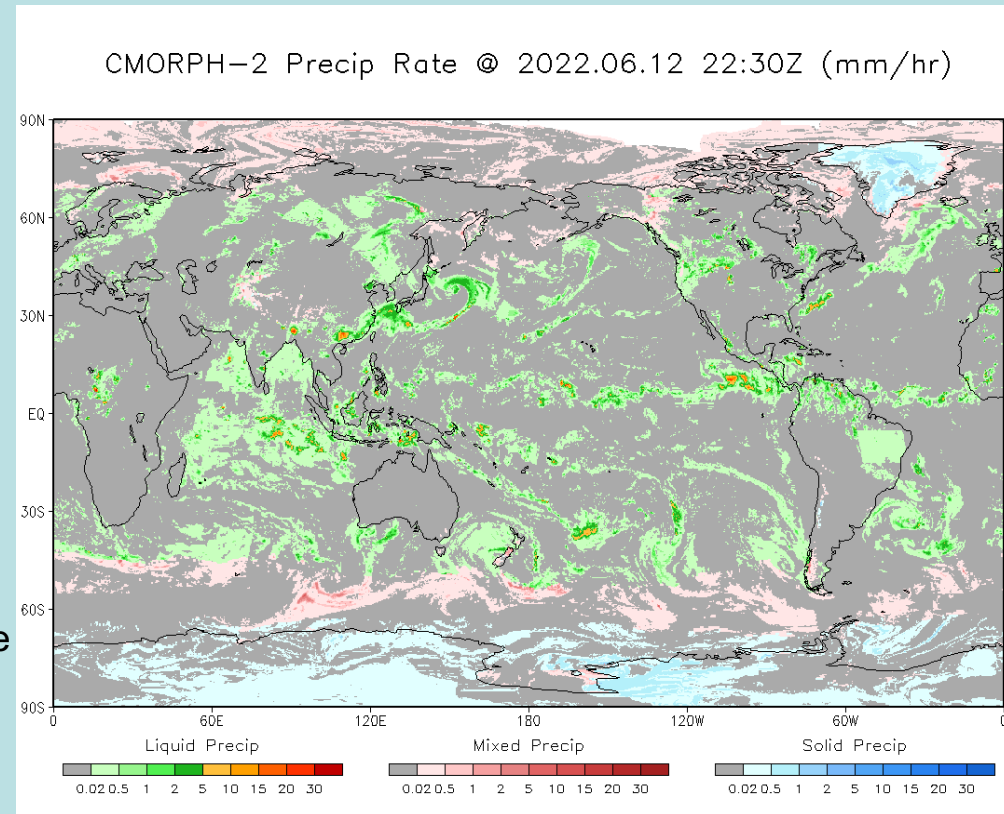 CMORPH-2 Precip Rate @ 2022.06.12 22:30Z (mm/hr)
90N
60N
30N
EQ
30S
60S
e
90S
0 60E 120E 180 120W 60W 0
Liquid Precip Mixed Precip Solid Precip
0.02 0.5 1 2 5 10 15 20 30 0.02 0.5 1 2 5 10 15 20 30 0.02 0.5 1 2 5 10 15 20 30